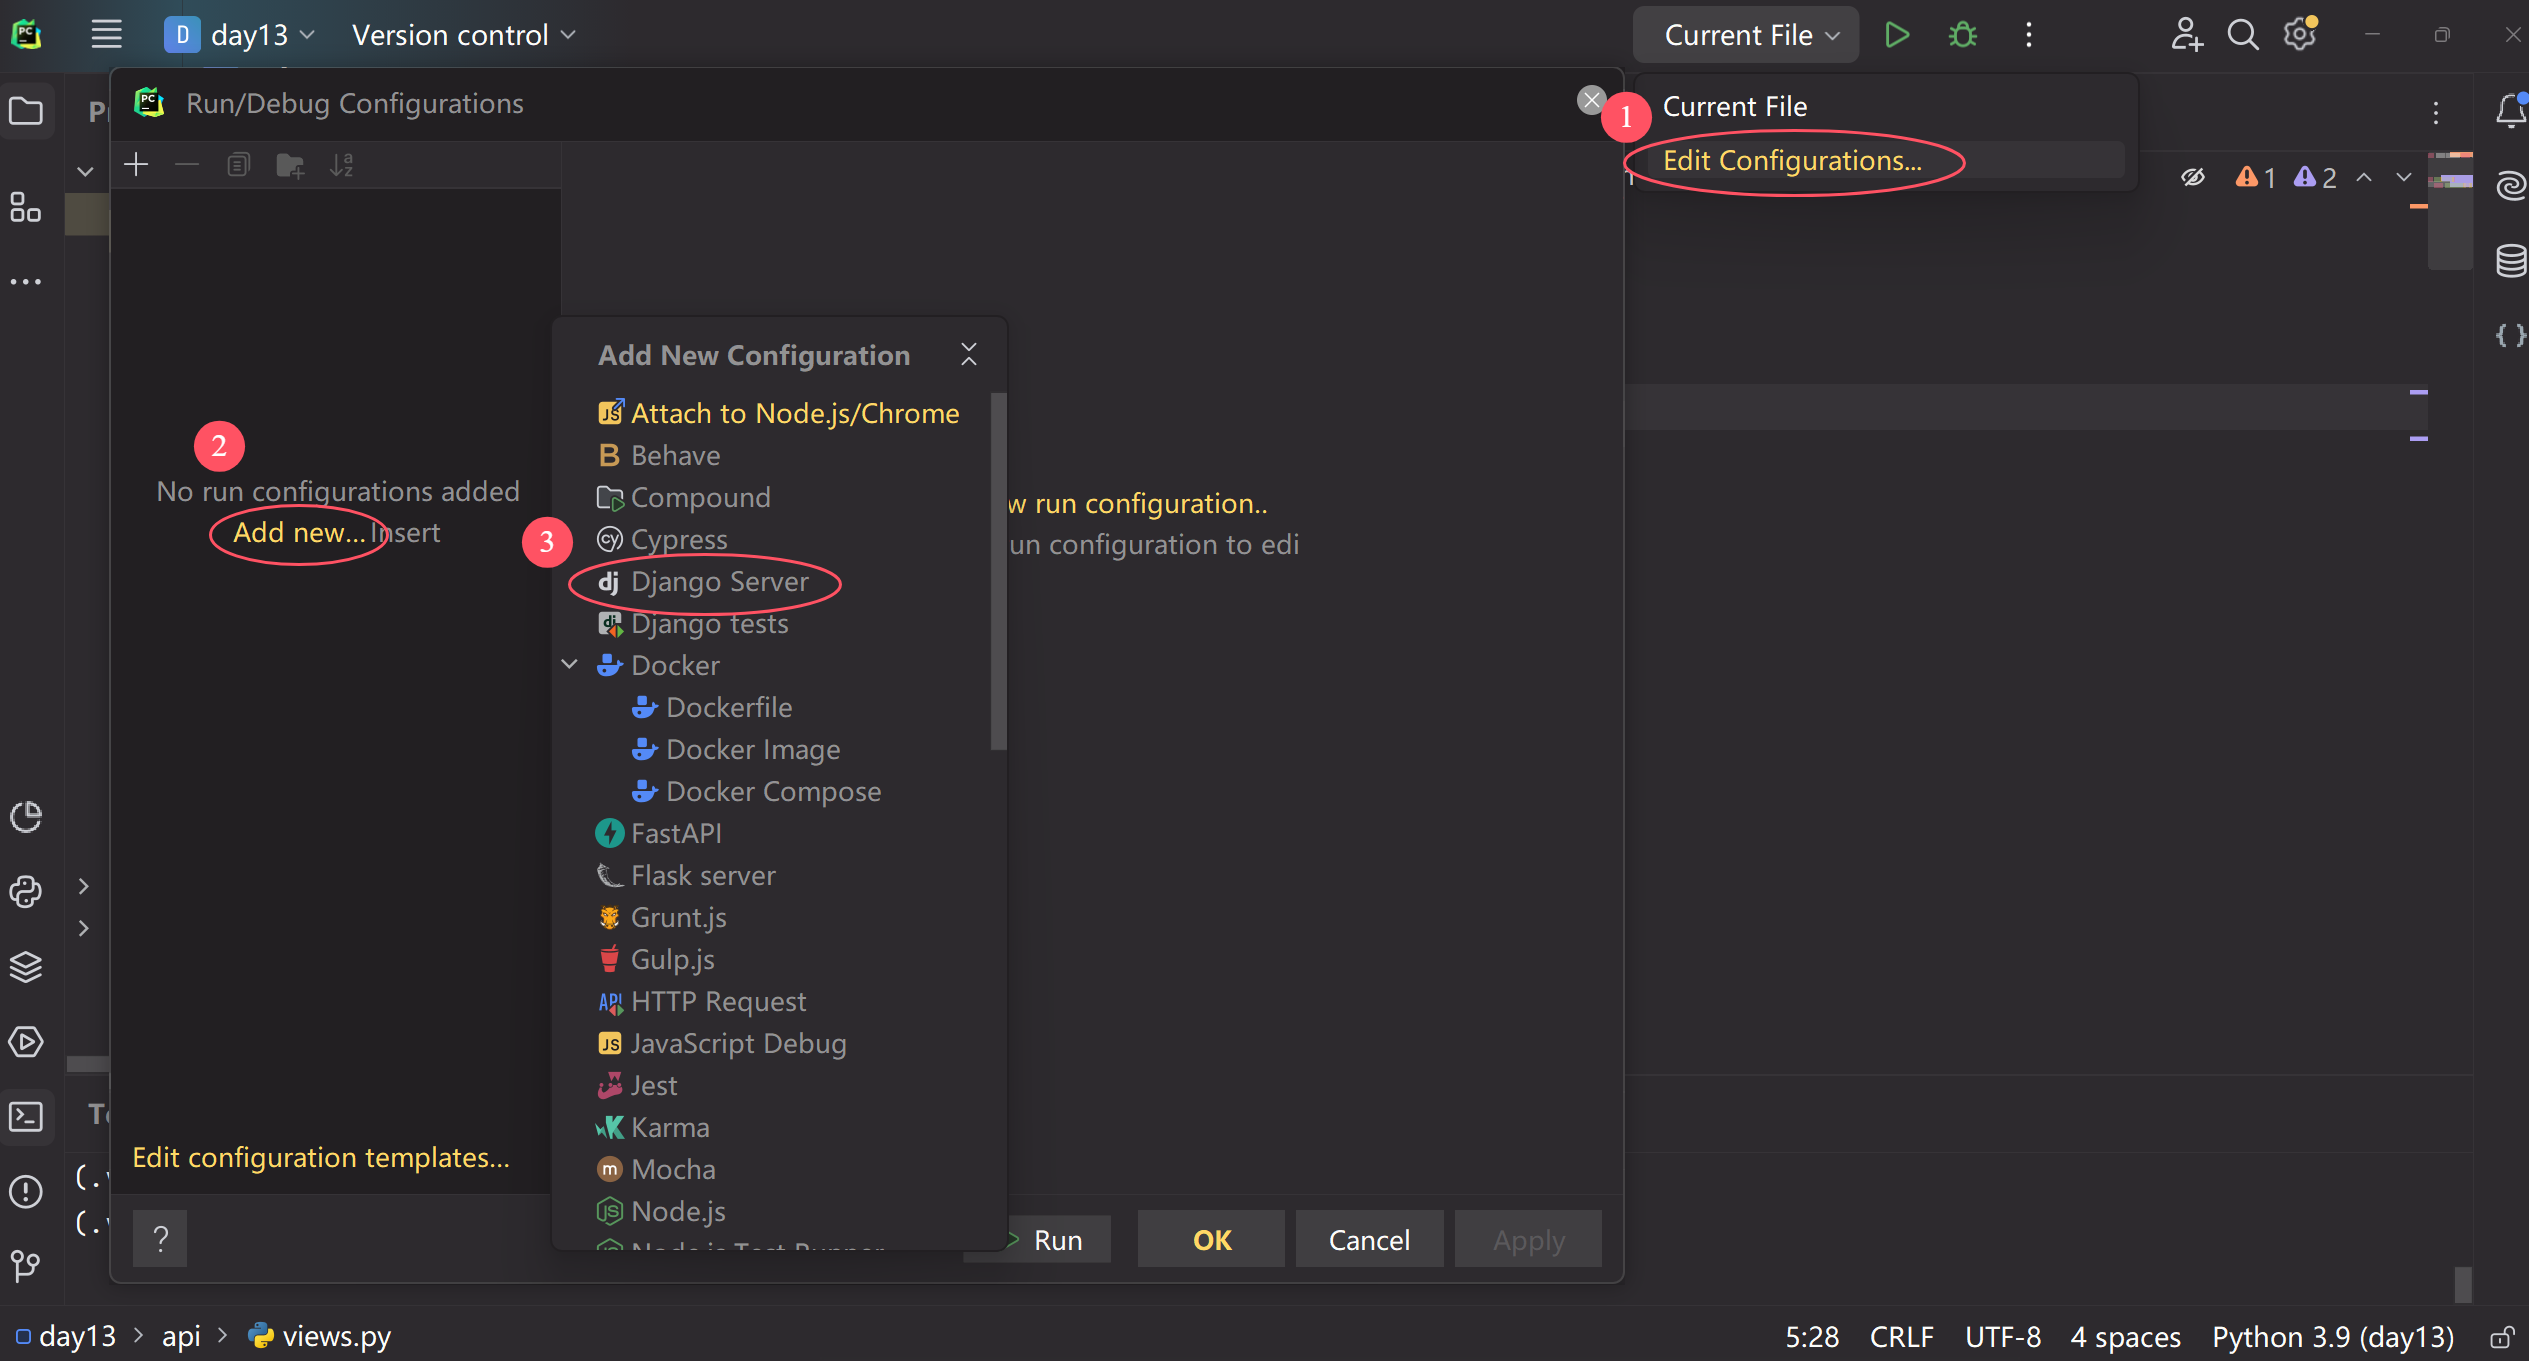 D day13 Version control Current File
Run/Debug Configurations
1 Current File
Edit Configurations...
1 2
Add New Configuration
Attach to Node.js/Chrome
Behave
Compound
Cypress
Django Server
Django tests
Docker
Dockerfile
Docker Image
Docker Compose
FastAPI
Flask server
Grunt.js
Gulp.js
HTTP Request
JavaScript Debug
Jest
Karma
Mocha
Node.js
2
No run configurations added
Add new... Insert
3
w run configuration..
un configuration to edi
Edit configuration templates...
? Run OK Cancel Apply
day13 > api > views.py 5:28 CRLF UTF-8 4 spaces Python 3.9 (day13)